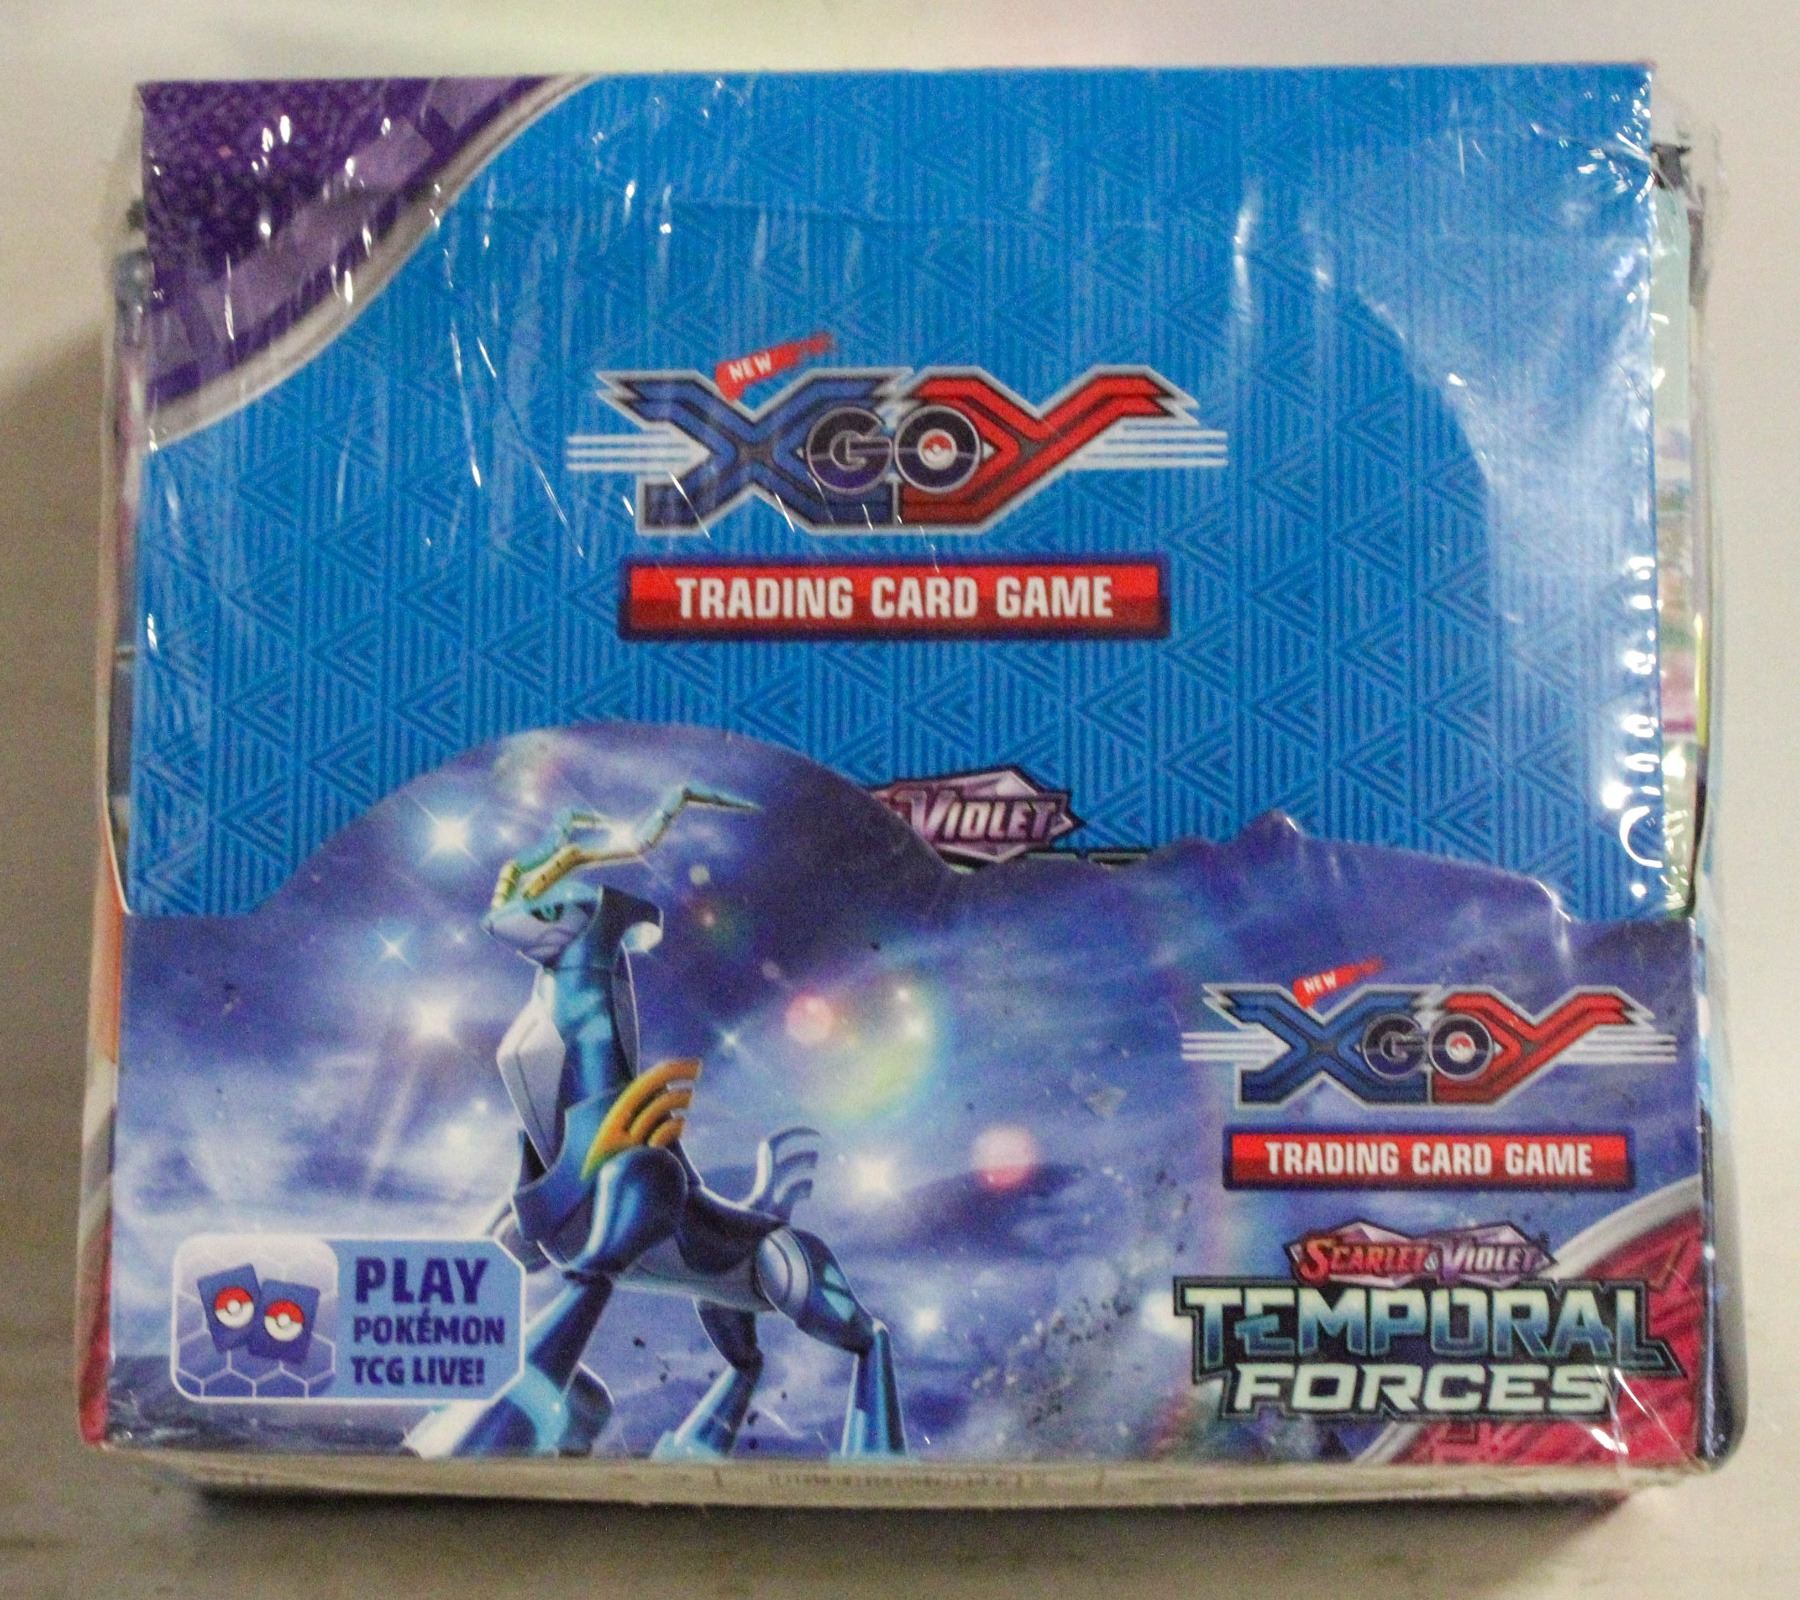 NEW
XGOY
TRADING CARD GAME
VIOLET
NEW
XGOY
TRADING CARD GAME
SCARLET & VIOLET
TEMPORAL
FORCES
PLAY
POKÉMON
TCG LIVE!